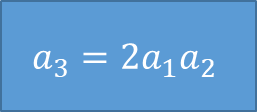 a₃ = 2a₁a₂